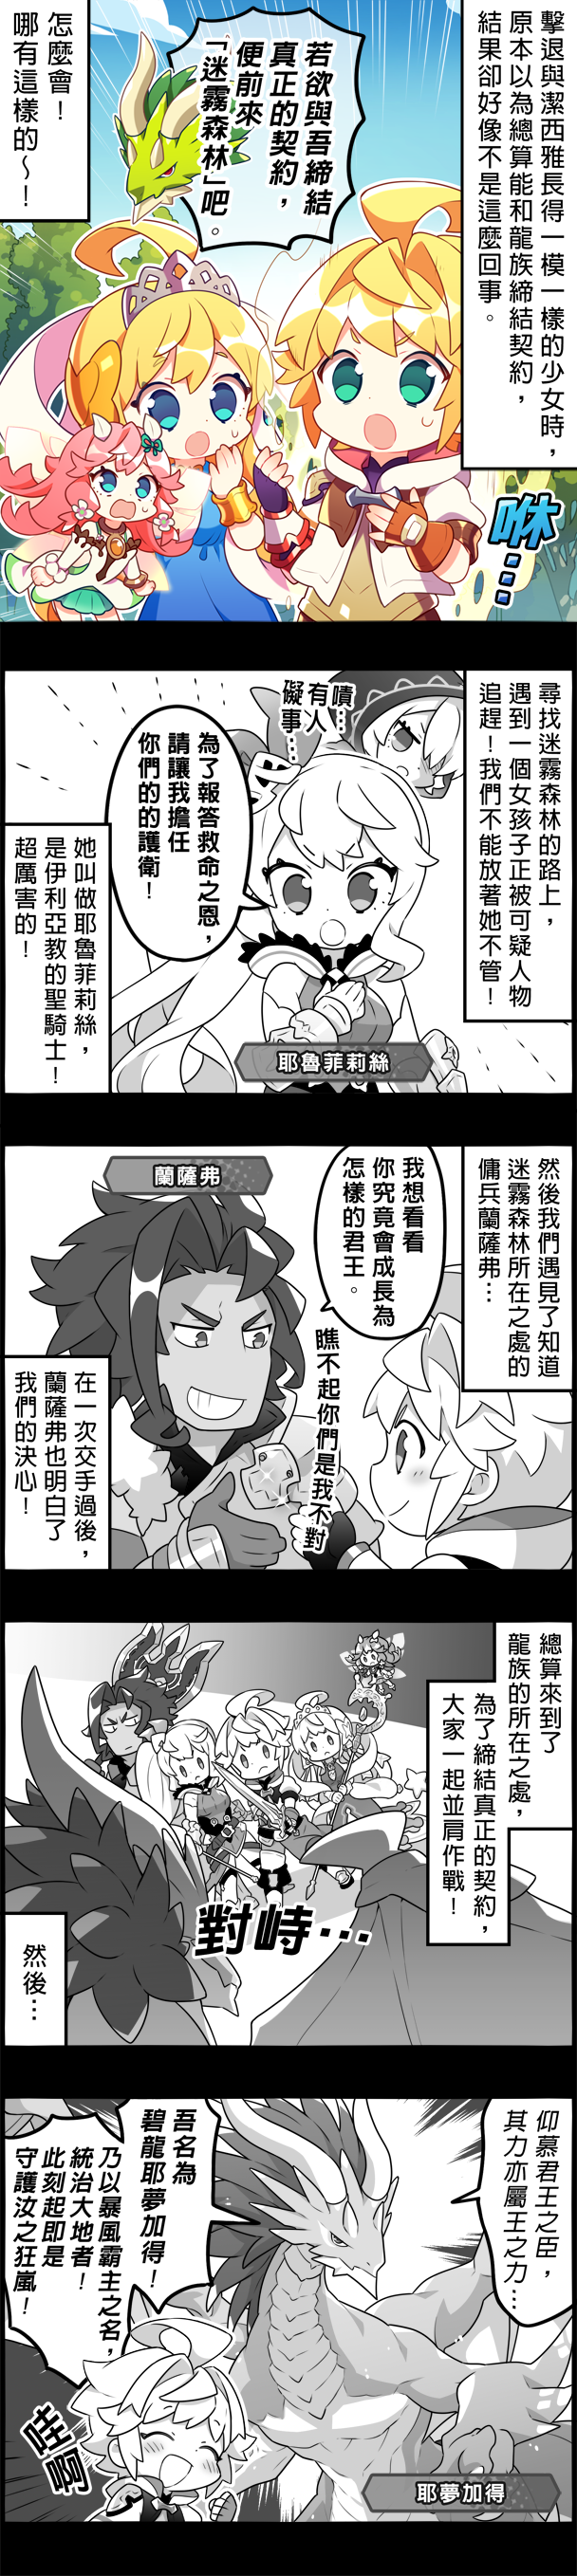 擊退與潔西雅長得一模一樣的少女時，
原本以為總算能和龍族締結契約，
結果卻好像不是這麼回事。
若欲與吾締結
真正的契約，
便前來
「迷霧森林」吧。
怎麼會！
哪有這樣的～！
咻…
尋找迷霧森林的路上，
遇到一個女孩子正被可疑人物
追趕！我們不能放著她不管！
嘖…
有人
礙事…
為了報答救命之恩，
請讓我擔任
你們的的護衛！
她叫做耶魯菲莉絲，
是伊利亞教的聖騎士！
超厲害的！
耶魯菲莉絲
然後我們遇見了知道
迷霧森林所在之處的
傭兵蘭薩弗…
蘭薩弗
我想看看
你究竟會成長為
怎樣的君王。
瞧不起你們是我不對
在一次交手過後，
蘭薩弗也明白了
我們的決心！
總算來到了
龍族的所在之處，
為了締結真正的契約，
大家一起並肩作戰！
對峙…
然後…
仰慕君王之臣，
其力亦屬王之力…
吾名為
碧龍耶夢加得！
乃以暴風霸主之名，
統治大地者！
此刻起即是
守護汝之狂嵐！
哇啊
耶夢加得